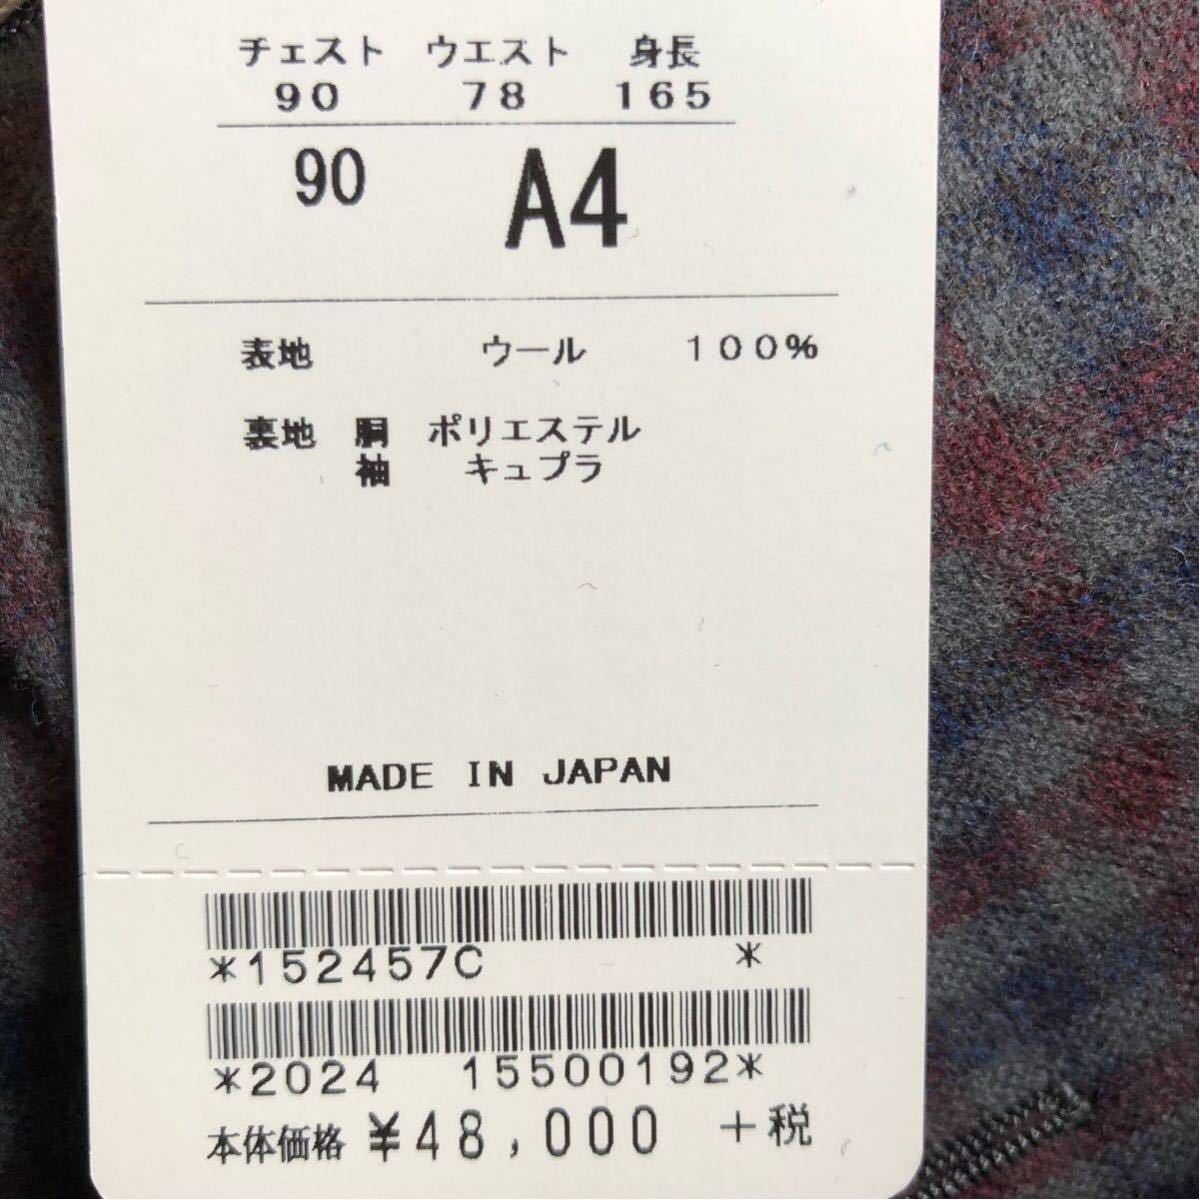 チェスト ウエスト 身長
90 78 165
90 A4
表地 ウール 100%
裏地 胴 ポリエステル
袖 キュプラ
MADE IN JAPAN
*152457C *
*2024 15500192*
本体価格 ¥48,000 +税